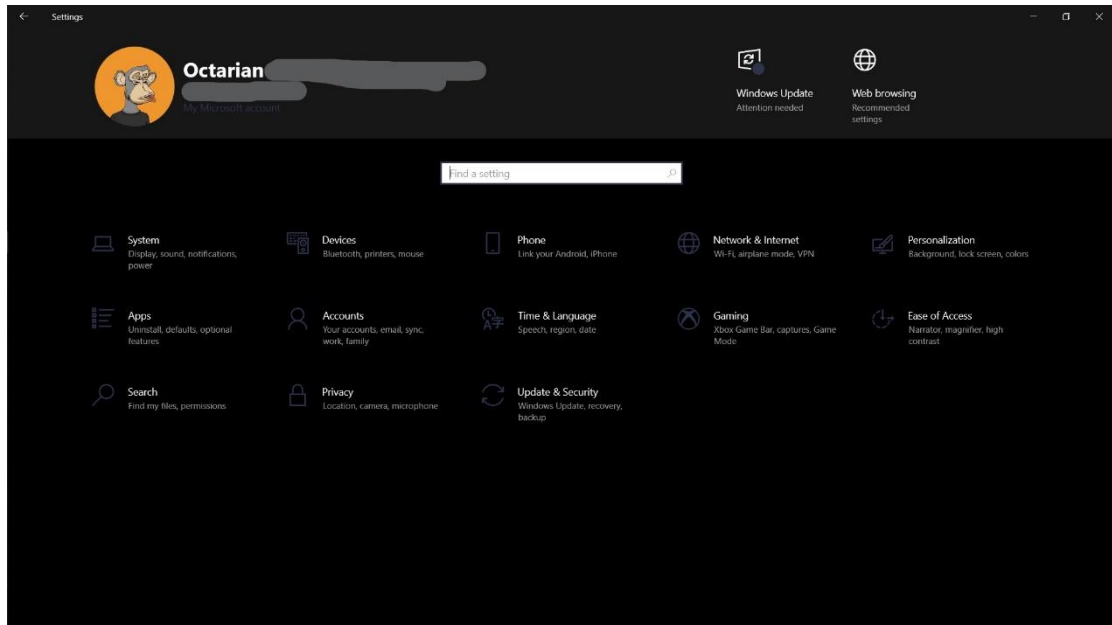 Settings
Octarian
My Microsoft account
Windows Update
Attention needed
Web browsing
Recommended
settings
Find a setting
System
Display, sound, notifications,
power
Devices
Bluetooth, printers, mouse
Phone
Link your Android, iPhone
Network & Internet
Wi-Fi, airplane mode, VPN
Personalization
Background, lock screen, colors
Apps
Uninstall, defaults, optional
features
Accounts
Your accounts, email, sync,
work, family
Time & Language
Speech, region, date
Gaming
Xbox Game Bar, captures, Game
Mode
Ease of Access
Narrator, magnifier, high
contrast
Search
Find my files, permissions
Privacy
Location, camera, microphone
Update & Security
Windows Update, recovery,
backup